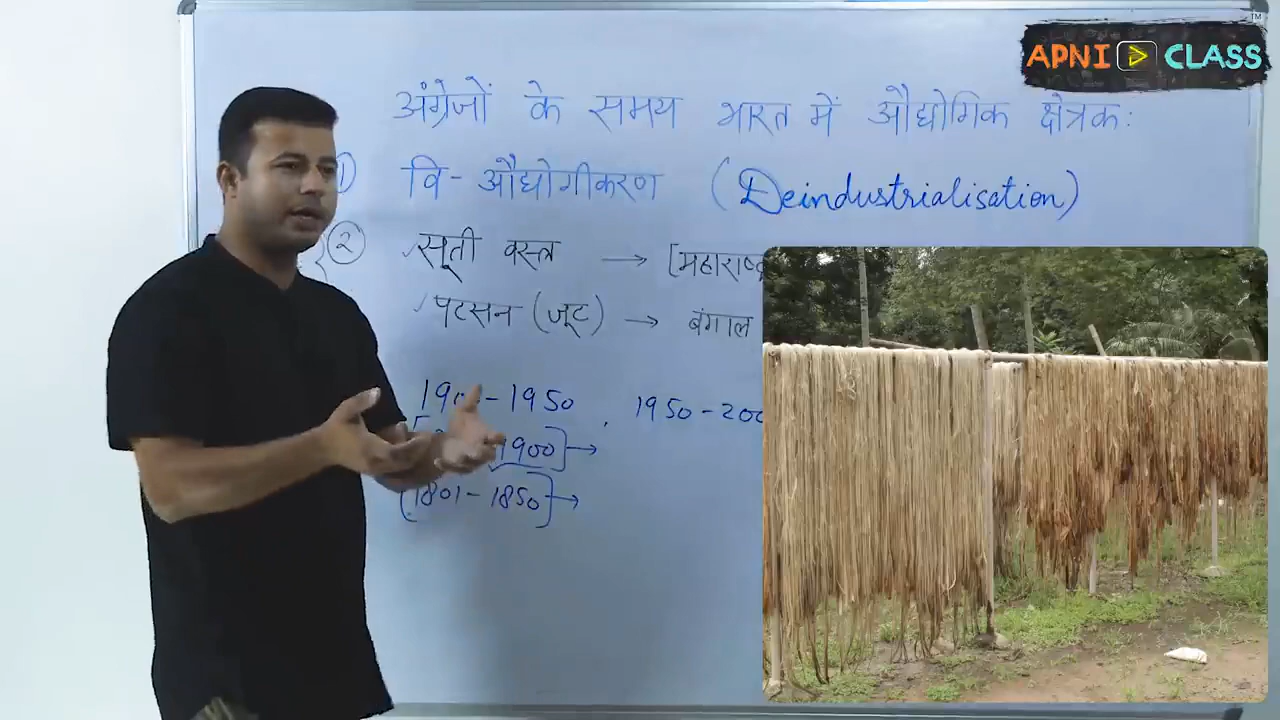 APNI CLASS
TM
अंग्रेजों के समय भारत में औद्योगिक क्षेत्रक:
1) वि-औद्योगीकरण (Deindustrialisation)
2 ✓सूती वस्त्र → [महाराष्ट्र
✓पटसन (जूट) → बंगाल
1950 , 1950-200
1900] →
[1801-1850] →